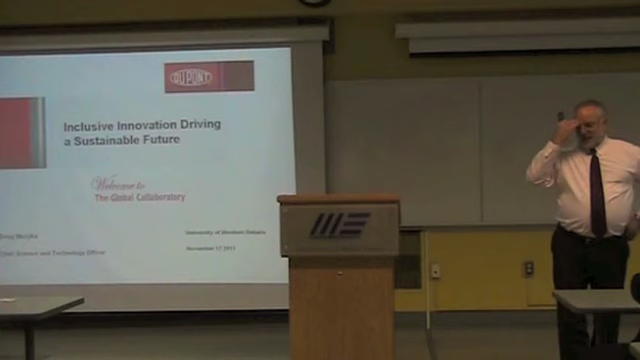 DUPONT
Inclusive Innovation Driving
a Sustainable Future
Welcome to
The Global Collaboratory
University of Western Ontario
Chief Science and Technology Officer
November 17 2011